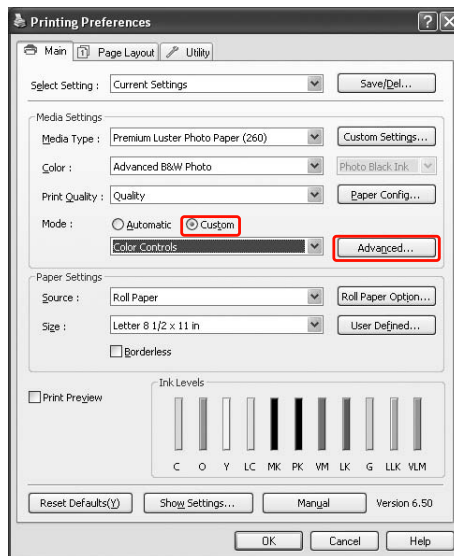 Printing Preferences
Main Page Layout Utility
Select Setting : Current Settings Save/Del...
Media Settings
Media Type : Premium Luster Photo Paper (260) Custom Settings...
Color : Advanced B&W Photo Photo Black Ink
Print Quality : Quality Paper Config...
Mode : Automatic Custom
Color Controls Advanced...
Paper Settings
Source : Roll Paper Roll Paper Option...
Size : Letter 8 1/2 x 11 in User Defined...
Borderless
Print Preview
Ink Levels
C O Y LC MK PK VM LK G LLK VLM
Reset Defaults(Y) Show Settings... Manual Version 6.50
OK Cancel Help